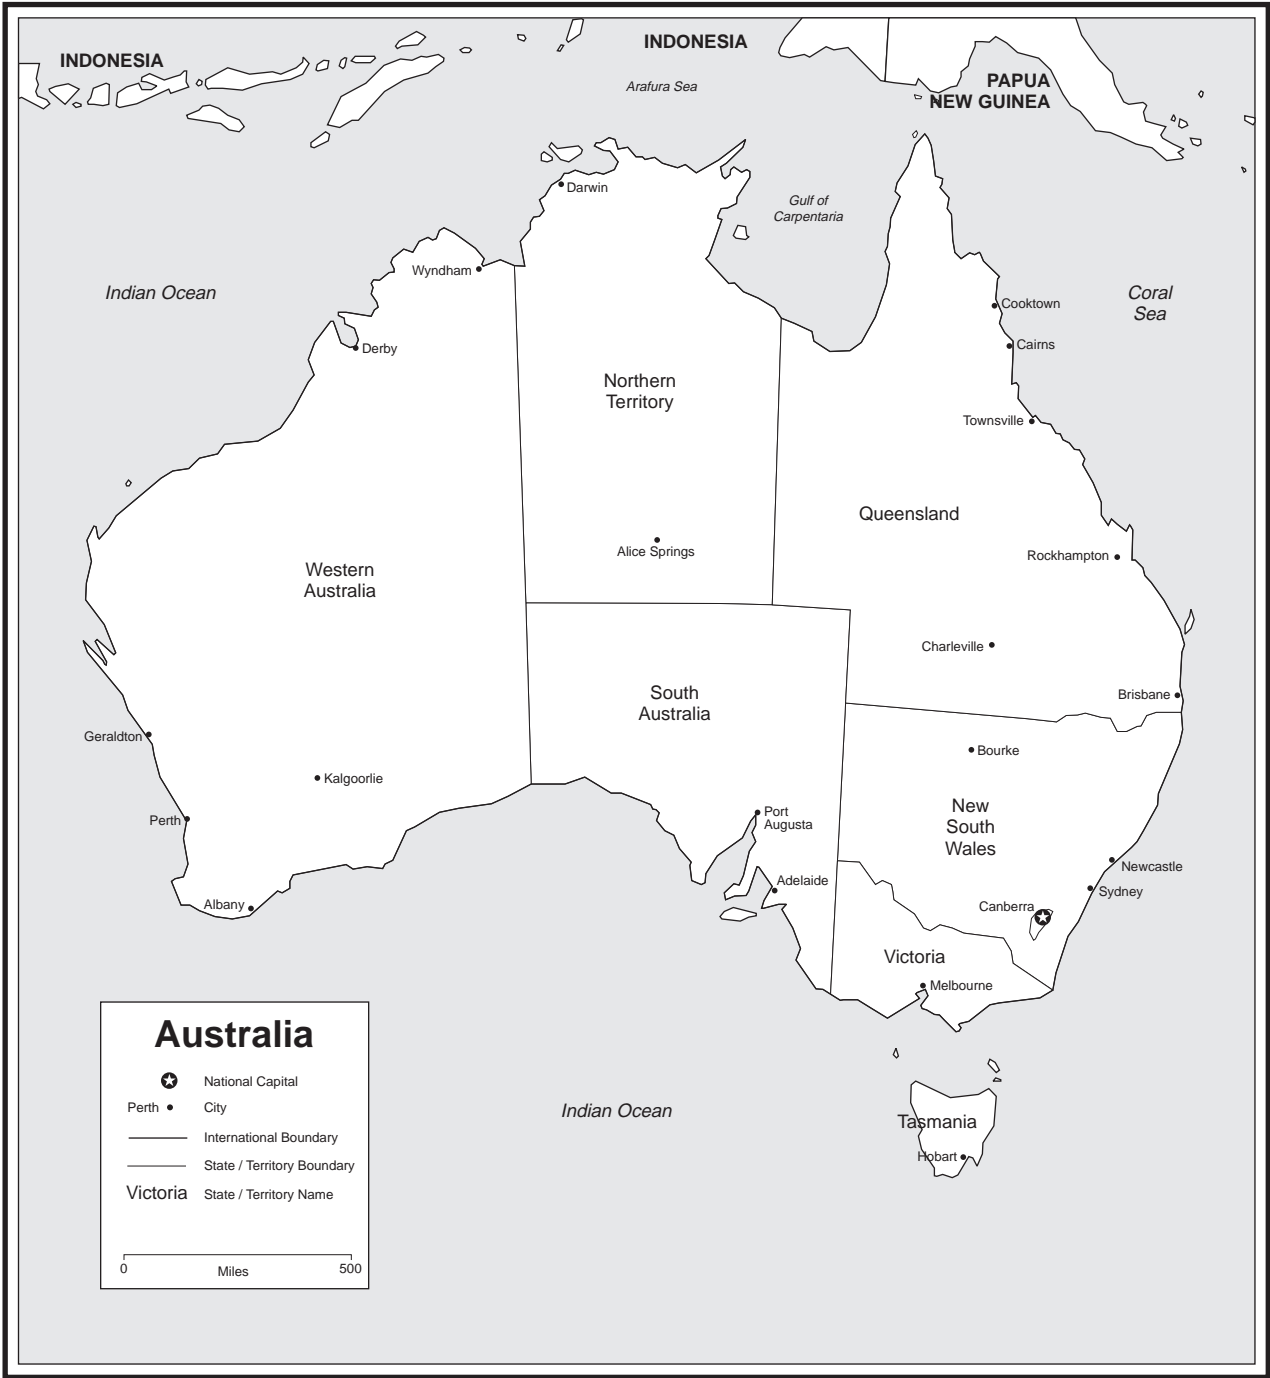 INDONESIA
INDONESIA
Arafura Sea
PAPUA
NEW GUINEA
Darwin
Gulf of
Carpentaria
Wyndham
Indian Ocean
Coral
Sea
Cooktown
Derby
Cairns
Northern
Territory
Townsville
Queensland
Alice Springs
Rockhampton
Western
Australia
Charleville
South
Australia
Brisbane
Geraldton
Bourke
Kalgoorlie
New
South
Wales
Port
Augusta
Perth
Newcastle
Adelaide
Sydney
Albany
Canberra
Victoria
Melbourne
Australia
National Capital
Perth City
International Boundary
State / Territory Boundary
Victoria State / Territory Name
0 Miles 500
Indian Ocean
Tasmania
Hobart